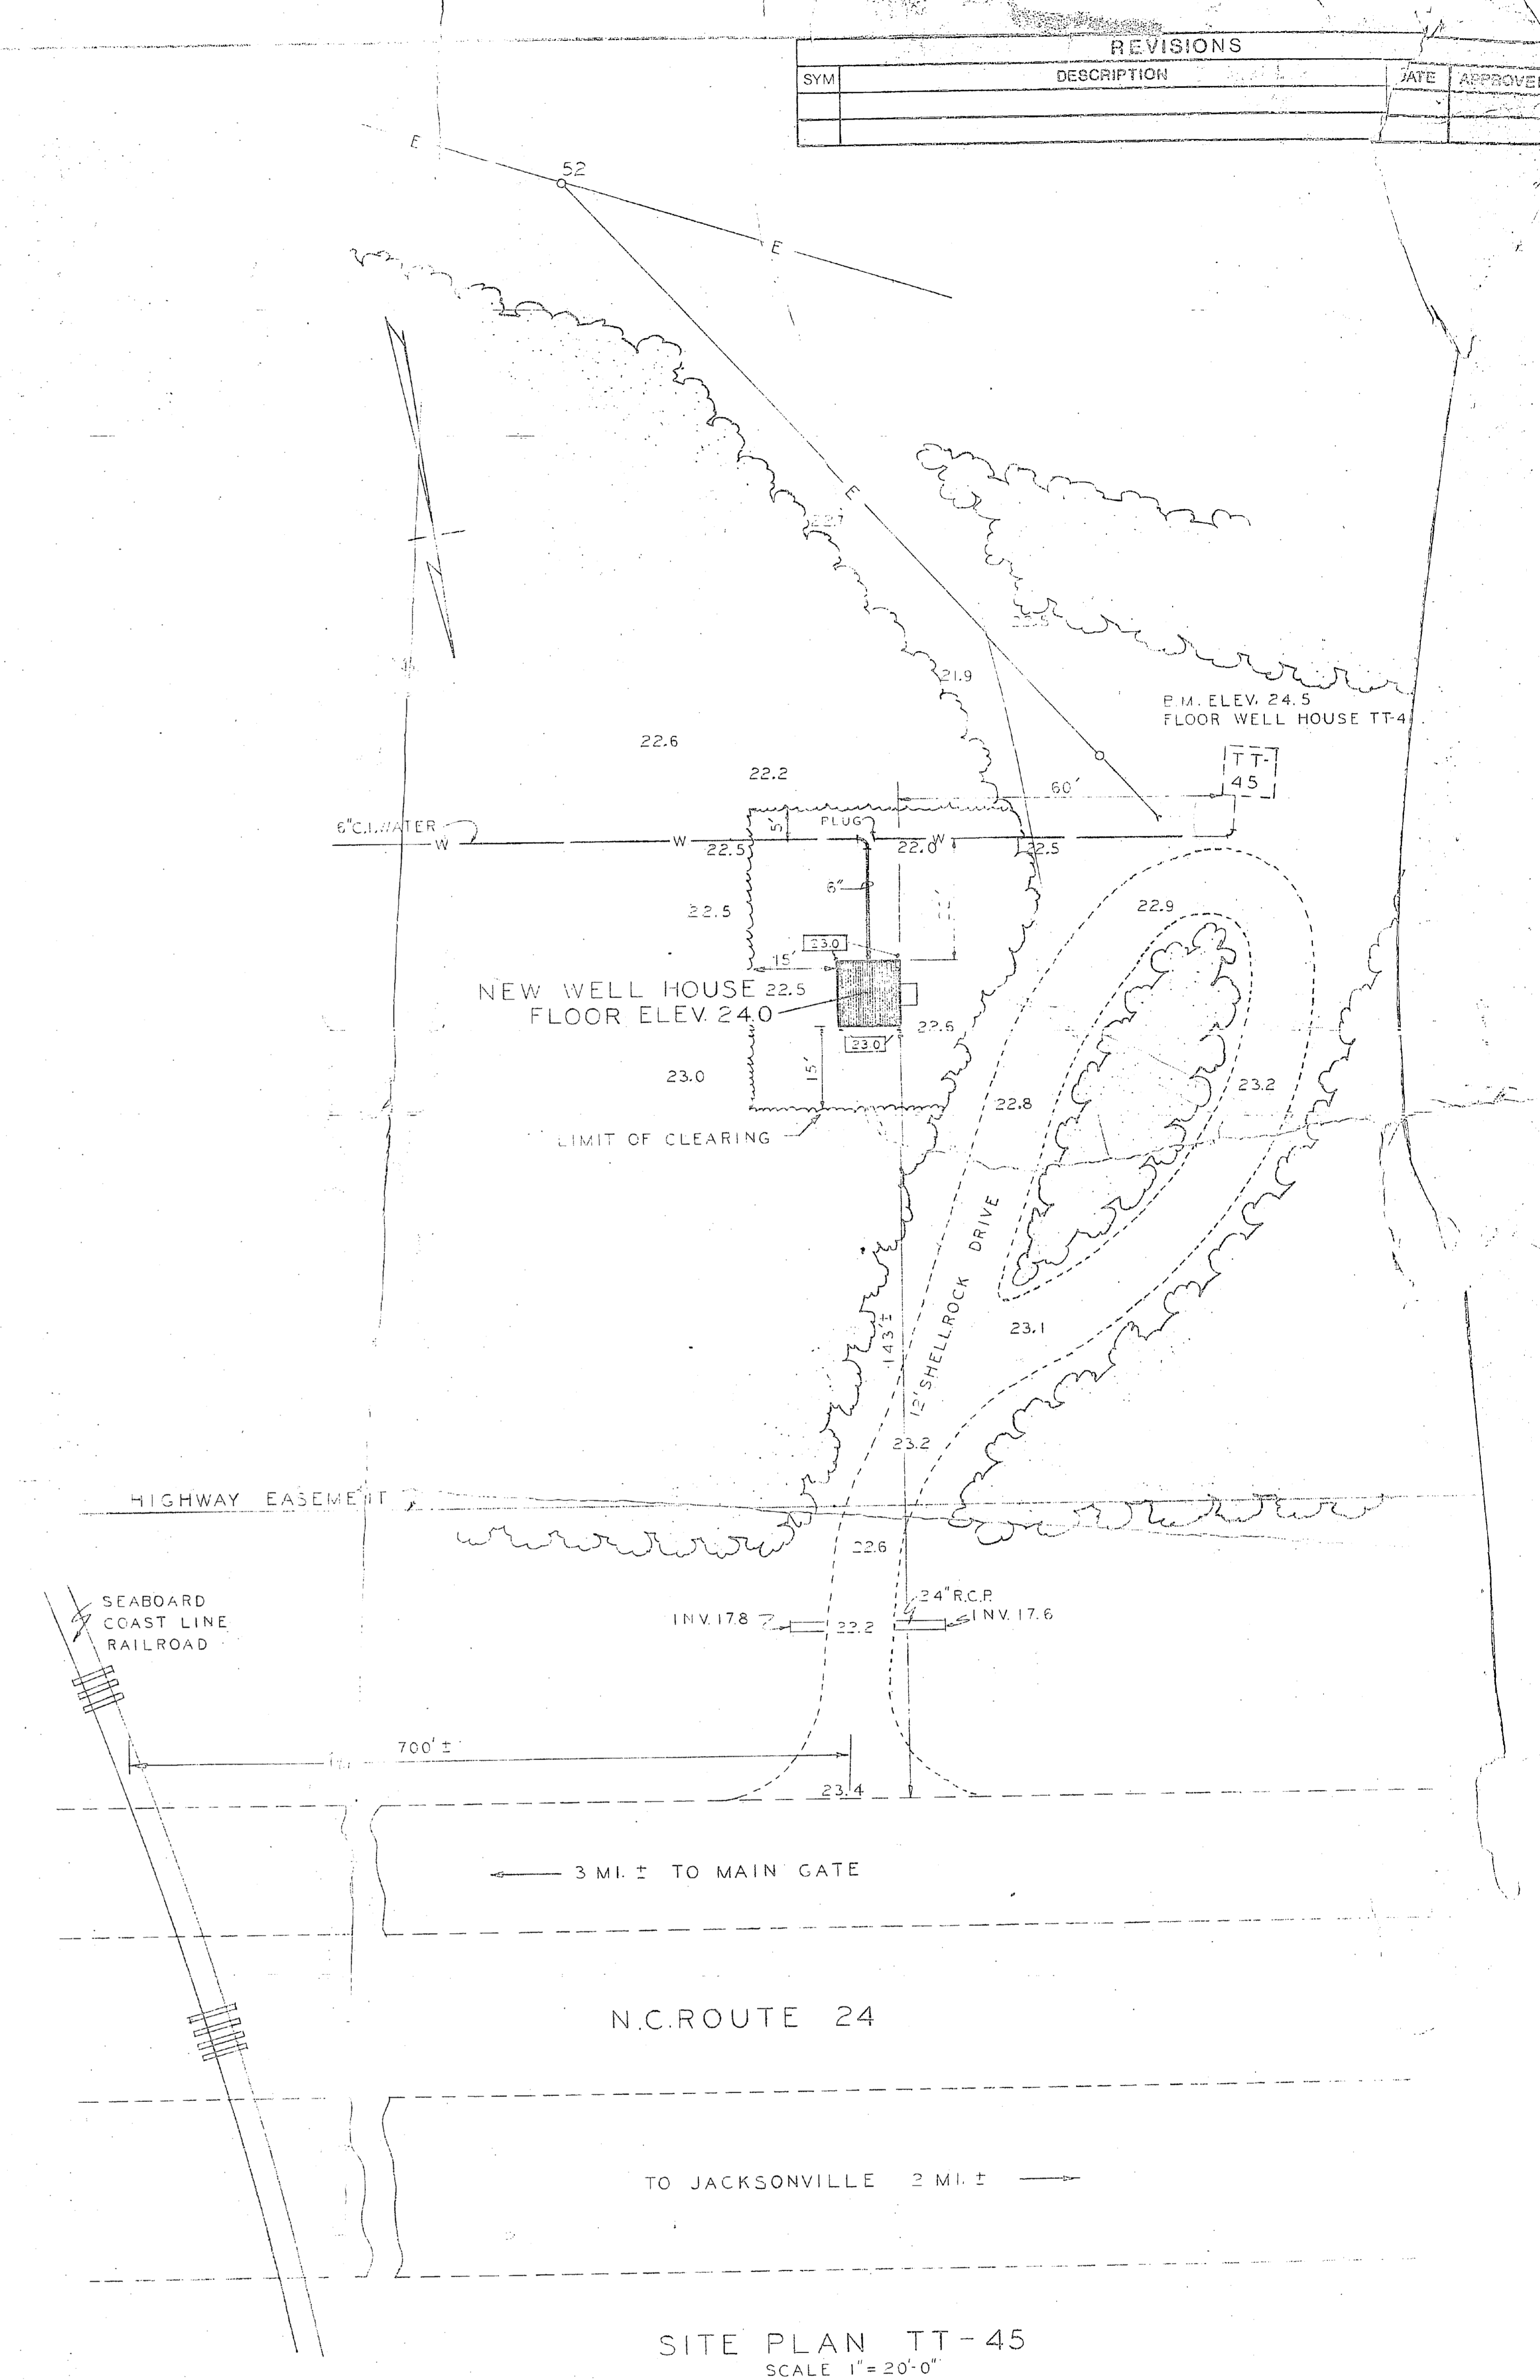 REVISIONS
SYM
DESCRIPTION
DATE
APPROVED
E
52
E
E
21.9
B.M. ELEV. 24.5
FLOOR WELL HOUSE TT-4
22.6
22.2
TT-
45
60'
6" C.I. WATER
W
W
22.5
5'
PLUG
22.0
W
22.5
6"
22.5
22.9
23.0
15'
NEW WELL HOUSE 22.5
FLOOR ELEV. 24.0
22.6
23.0
23.0
15'
23.2
22.8
LIMIT OF CLEARING
12' SHELLROCK DRIVE
143'±
23.1
23.2
HIGHWAY EASEMENT
22.6
SEABOARD
COAST LINE
RAILROAD
24" R.C.P.
INV. 17.8
22.2
INV. 17.6
700' ±
23.4
3 MI. ± TO MAIN GATE
N.C. ROUTE 24
TO JACKSONVILLE 2 MI. ±
SITE PLAN TT-45
SCALE 1" = 20'-0"